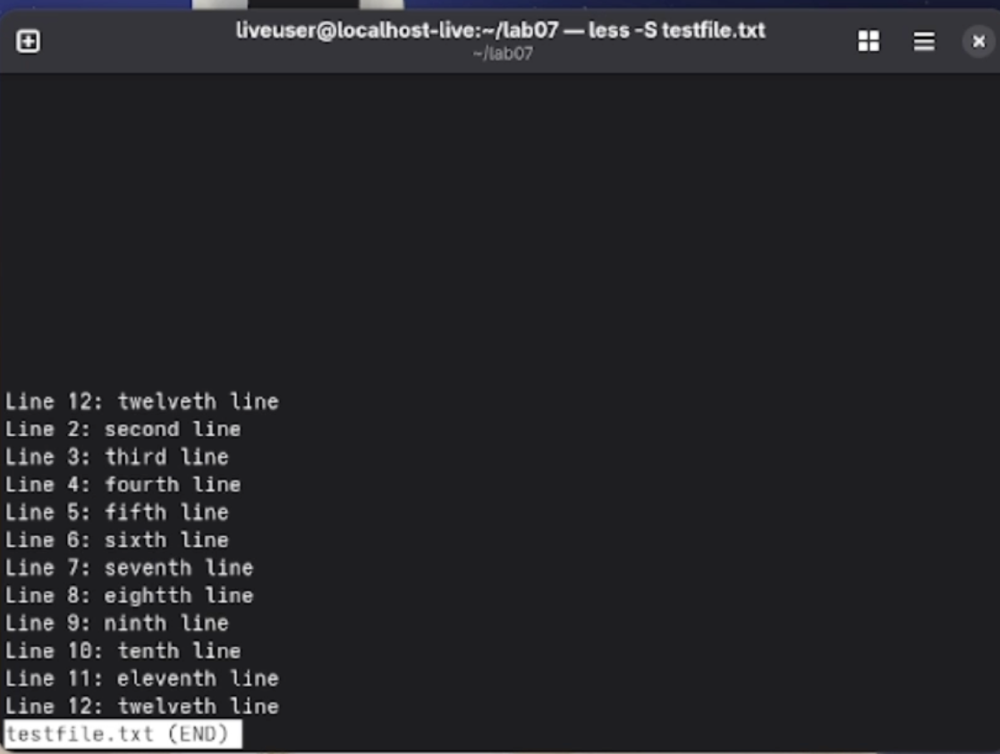 liveuser@localhost-live:~/lab07 — less -S testfile.txt
~/lab07
Line 12: twelveth line
Line 2: second line
Line 3: third line
Line 4: fourth line
Line 5: fifth line
Line 6: sixth line
Line 7: seventh line
Line 8: eightth line
Line 9: ninth line
Line 10: tenth line
Line 11: eleventh line
Line 12: twelveth line
testfile.txt (END)